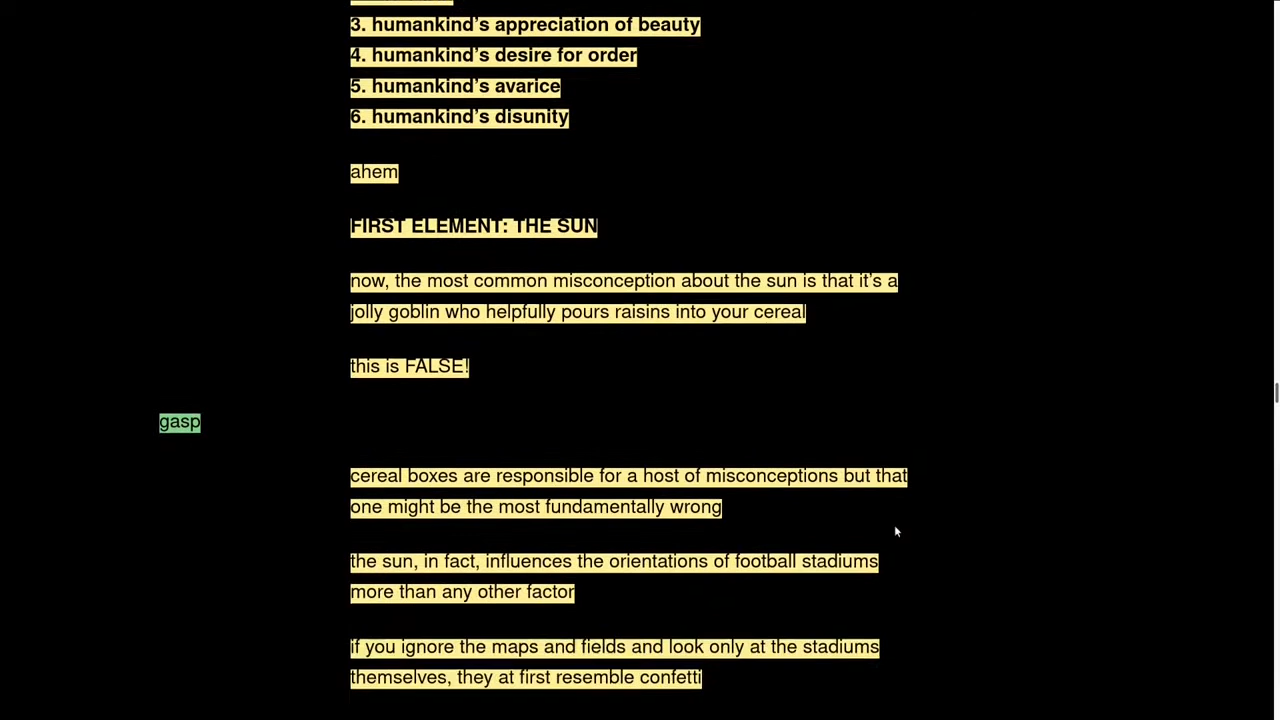 3. humankind's appreciation of beauty
4. humankind's desire for order
5. humankind's avarice
6. humankind's disunity
ahem
FIRST ELEMENT: THE SUN
now, the most common misconception about the sun is that it's a
jolly goblin who helpfully pours raisins into your cereal
this is FALSE!
gasp
cereal boxes are responsible for a host of misconceptions but that
one might be the most fundamentally wrong
the sun, in fact, influences the orientations of football stadiums
more than any other factor
if you ignore the maps and fields and look only at the stadiums
themselves, they at first resemble confetti